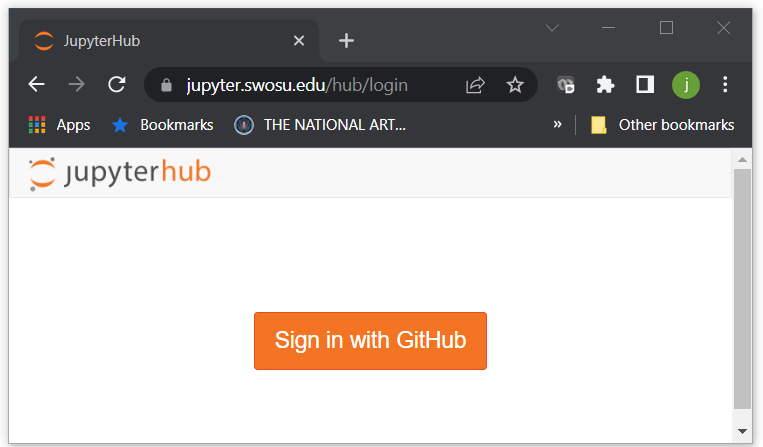 JupyterHub
jupyter.swosu.edu/hub/login
j
Apps
Bookmarks
THE NATIONAL ART...
»
Other bookmarks
jupyterhub
Sign in with GitHub